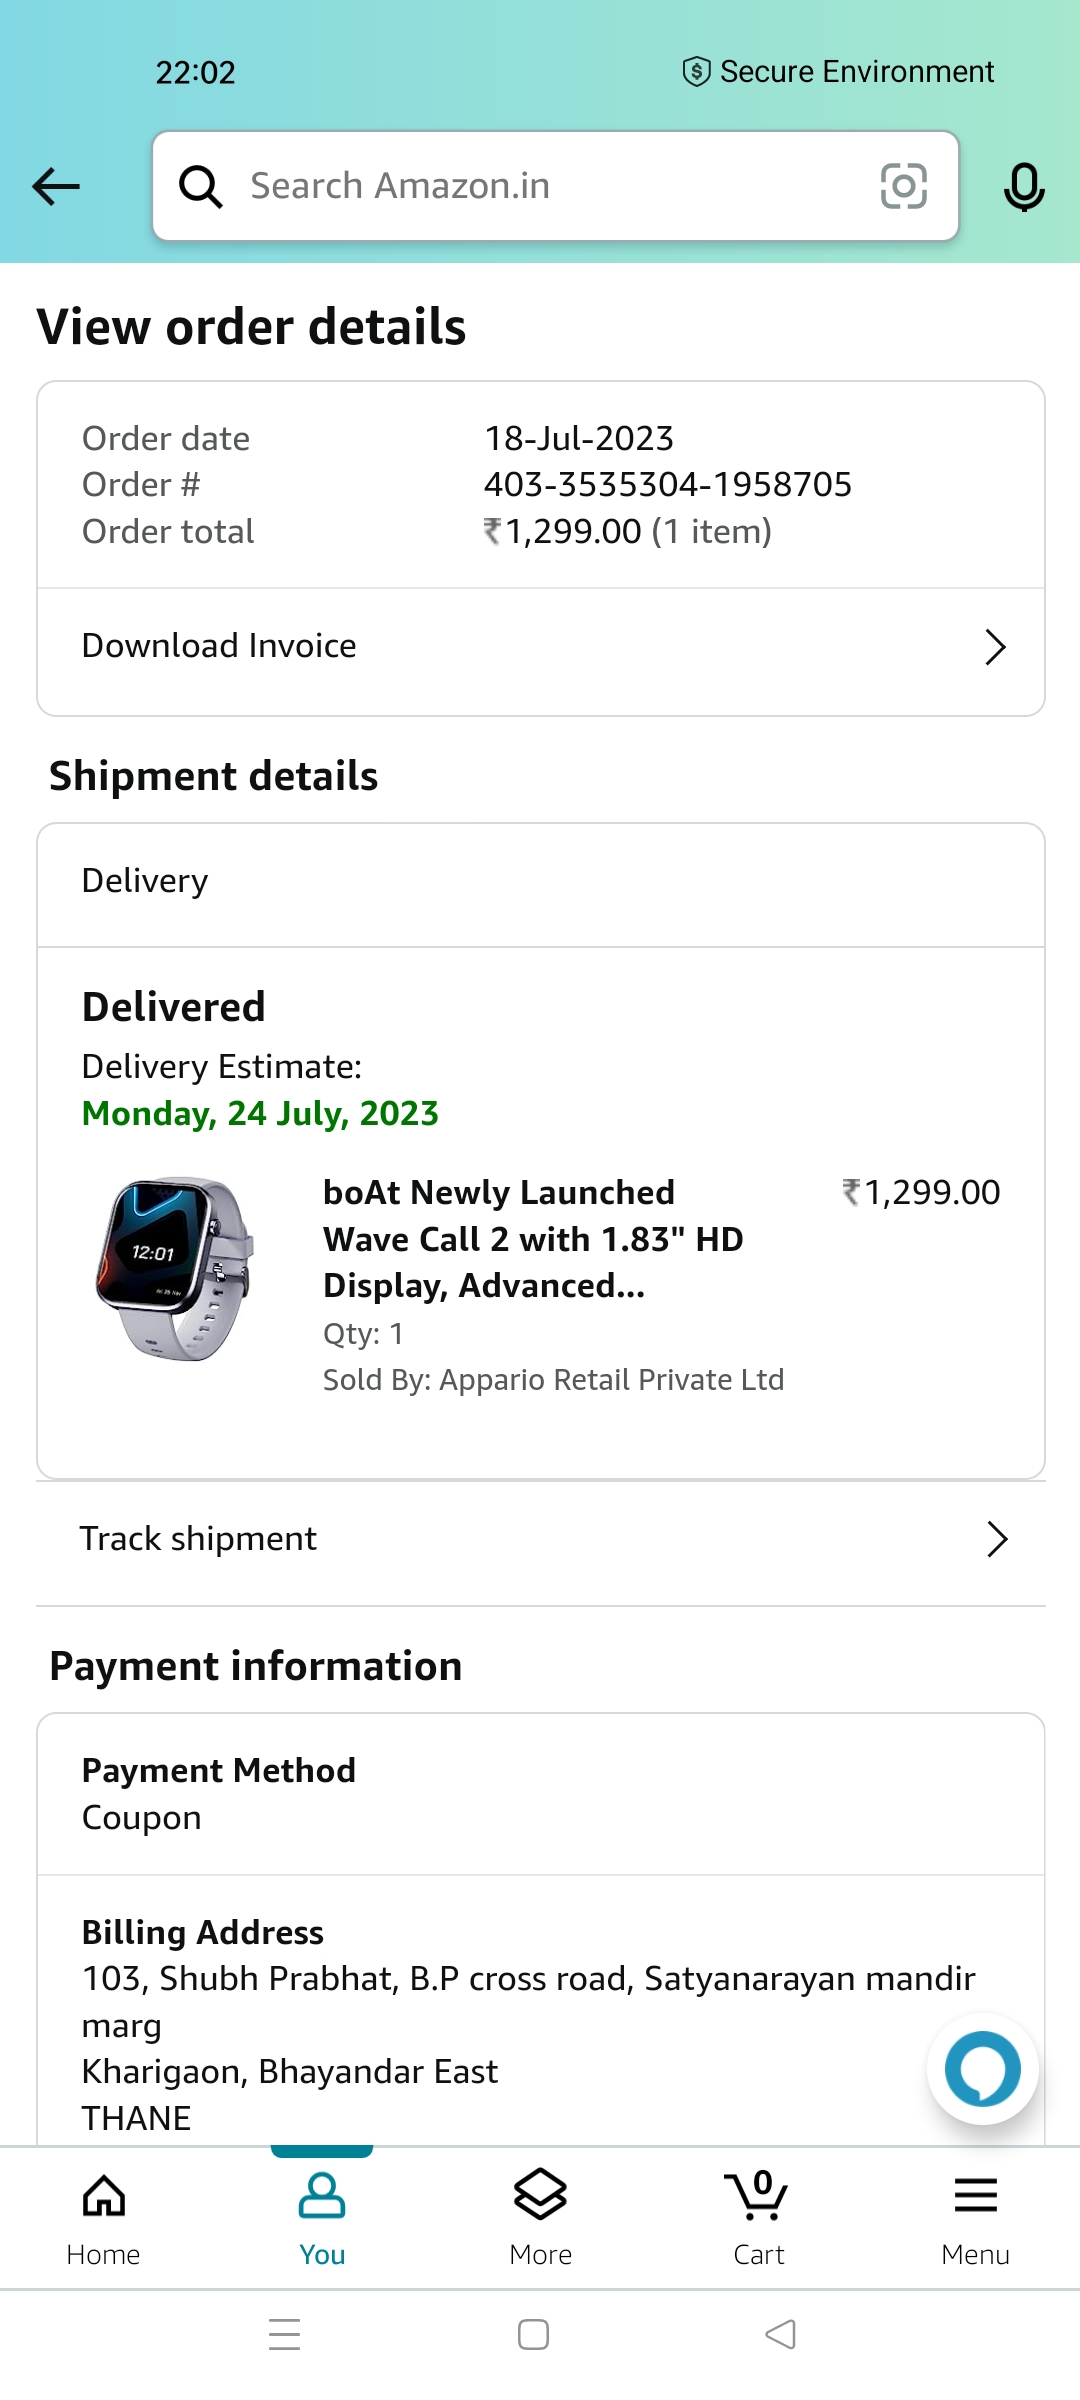 22:02
Secure Environment
Search Amazon.in
View order details
Order date 18-Jul-2023
Order # 403-3535304-1958705
Order total ₹1,299.00 (1 item)
Download Invoice
Shipment details
Delivery
Delivered
Delivery Estimate:
Monday, 24 July, 2023
12:01
boAt Newly Launched ₹1,299.00
Wave Call 2 with 1.83" HD
Display, Advanced...
Qty: 1
Sold By: Appario Retail Private Ltd
Track shipment
Payment information
Payment Method
Coupon
Billing Address
103, Shubh Prabhat, B.P cross road, Satyanarayan mandir
marg
Kharigaon, Bhayandar East
THANE
0
Home You More Cart Menu